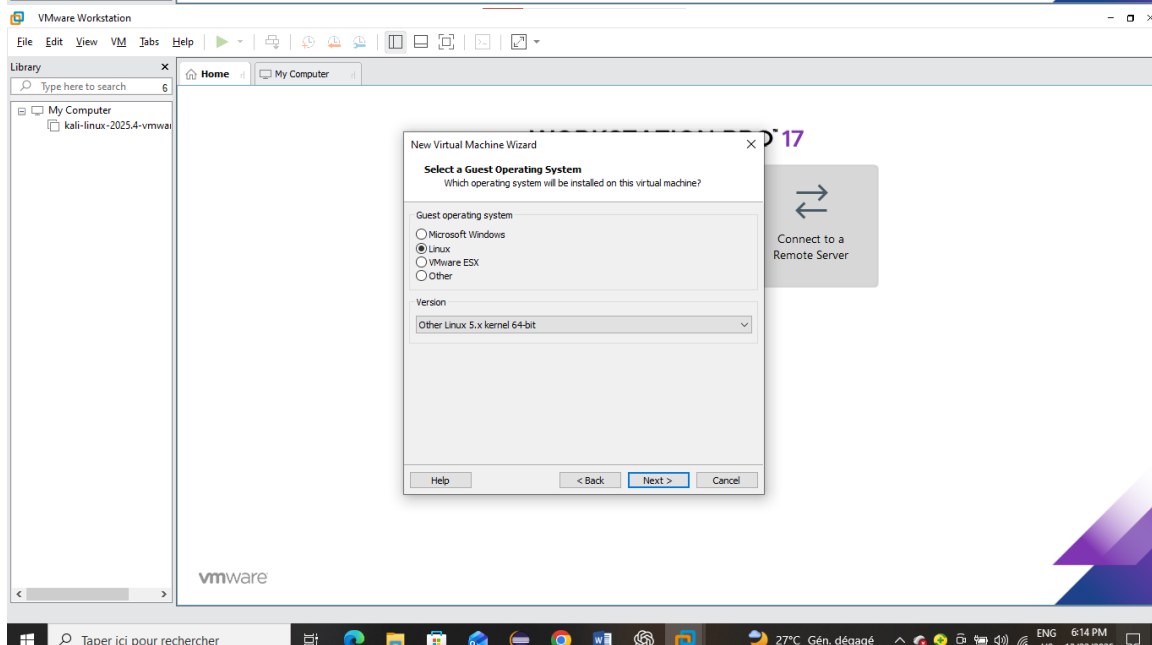 VMware Workstation
File Edit View VM Tabs Help
Library
Type here to search
Home
My Computer
My Computer
kali-linux-2025.4-vmwar
17
Connect to a
Remote Server
New Virtual Machine Wizard
Select a Guest Operating System
Which operating system will be installed on this virtual machine?
Guest operating system
Microsoft Windows
Linux
VMware ESX
Other
Version
Other Linux 5.x kernel 64-bit
Help
< Back
Next >
Cancel
vmware
Taper ici pour rechercher
27°C Gén. dégagé
ENG
6:14 PM